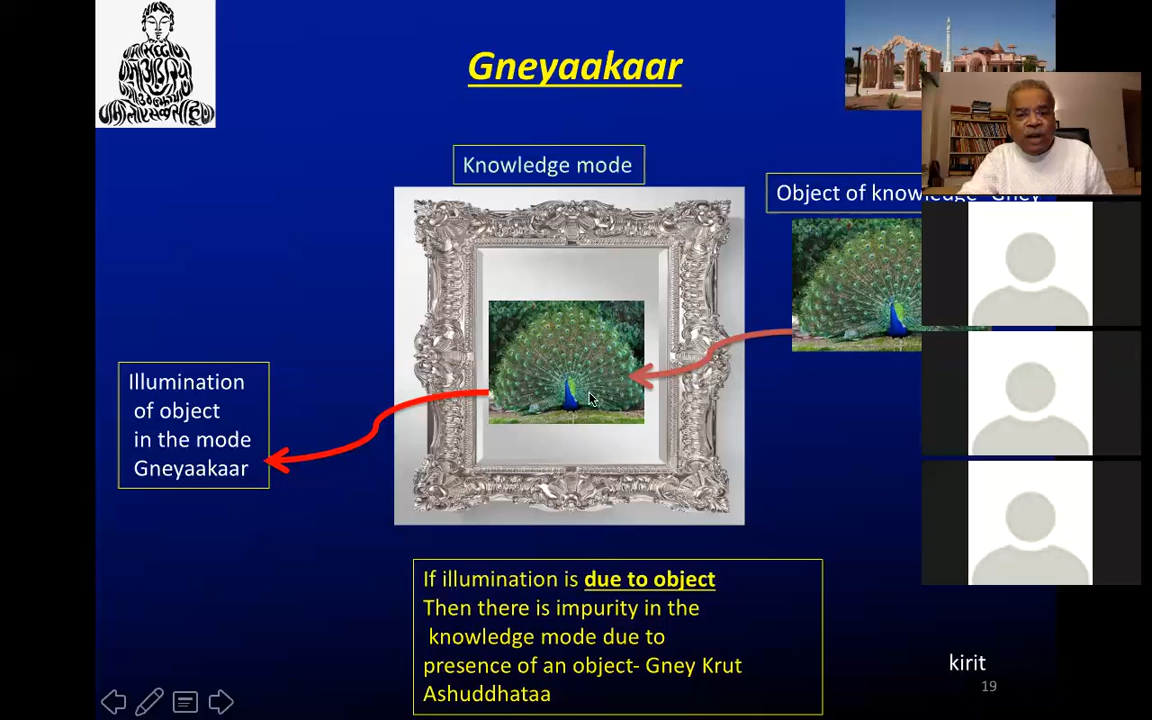 Gneyaakaar
Knowledge mode
Object of knowledge- Gney
Illumination
of object
in the mode
Gneyaakaar
If illumination is due to object
Then there is impurity in the
knowledge mode due to
presence of an object- Gney Krut
Ashuddhataa
kirit
19